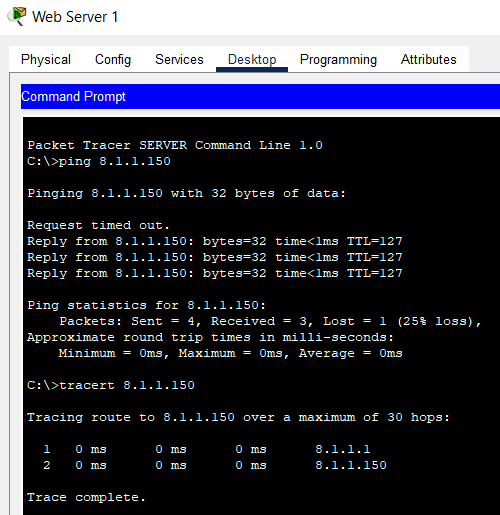 Web Server 1
Physical Config Services Desktop Programming Attributes
Command Prompt
Packet Tracer SERVER Command Line 1.0
C:\>ping 8.1.1.150
Pinging 8.1.1.150 with 32 bytes of data:
Request timed out.
Reply from 8.1.1.150: bytes=32 time<1ms TTL=127
Reply from 8.1.1.150: bytes=32 time<1ms TTL=127
Reply from 8.1.1.150: bytes=32 time<1ms TTL=127
Ping statistics for 8.1.1.150:
Packets: Sent = 4, Received = 3, Lost = 1 (25% loss),
Approximate round trip times in milli-seconds:
Minimum = 0ms, Maximum = 0ms, Average = 0ms
C:\>tracert 8.1.1.150
Tracing route to 8.1.1.150 over a maximum of 30 hops:
1 0 ms 0 ms 0 ms 8.1.1.1
2 0 ms 0 ms 0 ms 8.1.1.150
Trace complete.